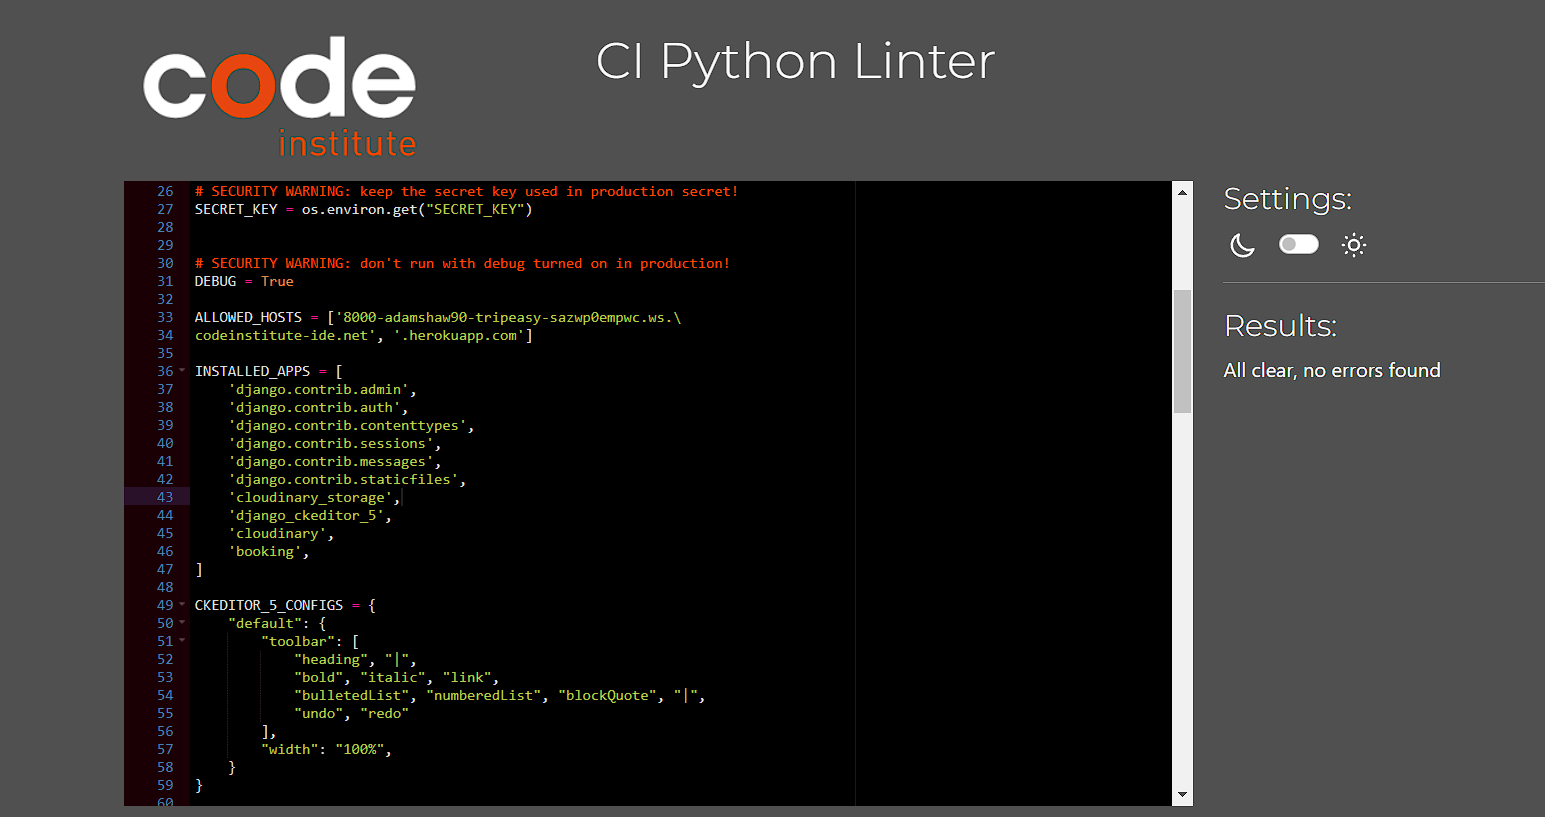 code
institute
CI Python Linter
26 # SECURITY WARNING: keep the secret key used in production secret!
27 SECRET_KEY = os.environ.get("SECRET_KEY")
28
29
30 # SECURITY WARNING: don't run with debug turned on in production!
31 DEBUG = True
32
33 ALLOWED_HOSTS = ['8000-adamshaw90-tripeasy-sazwp0empwc.ws.\
34 codeinstitute-ide.net', '.herokuapp.com']
35
36 INSTALLED_APPS = [
37     'django.contrib.admin',
38     'django.contrib.auth',
39     'django.contrib.contenttypes',
40     'django.contrib.sessions',
41     'django.contrib.messages',
42     'django.contrib.staticfiles',
43     'cloudinary_storage',
44     'django_ckeditor_5',
45     'cloudinary',
46     'booking',
47 ]
48
49 CKEDITOR_5_CONFIGS = {
50     "default": {
51         "toolbar": [
52             "heading", "|",
53             "bold", "italic", "link",
54             "bulletedList", "numberedList", "blockQuote", "|",
55             "undo", "redo"
56         ],
57         "width": "100%",
58     }
59 }
60
Settings:
Results:
All clear, no errors found